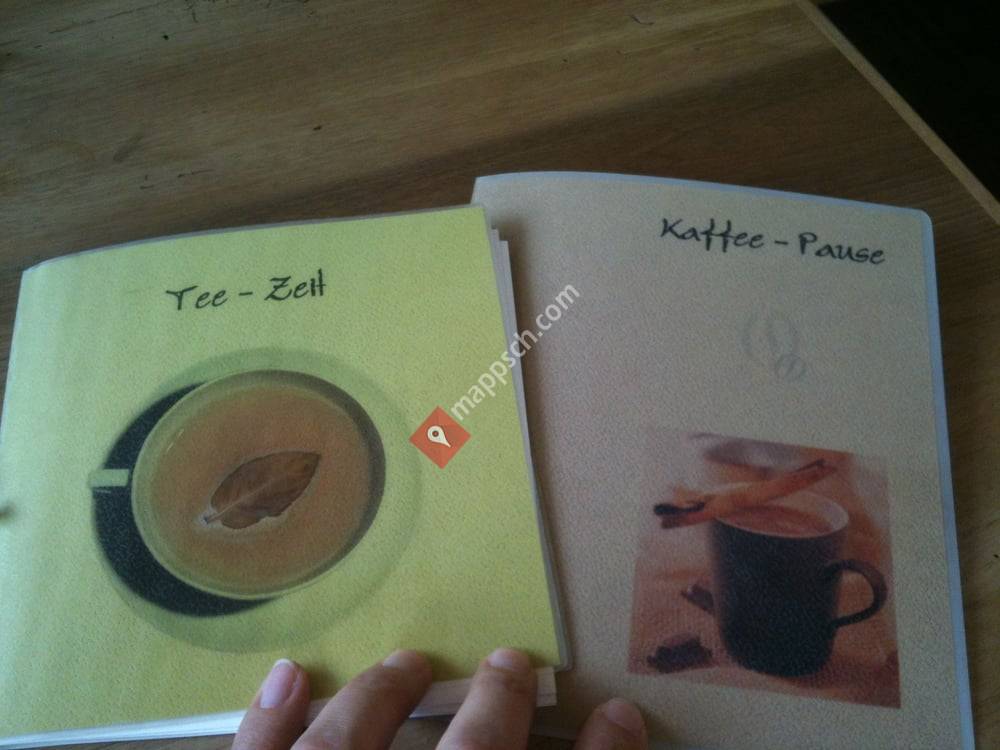 Tee - Zeit
Kaffee - Pause
mappsch.com